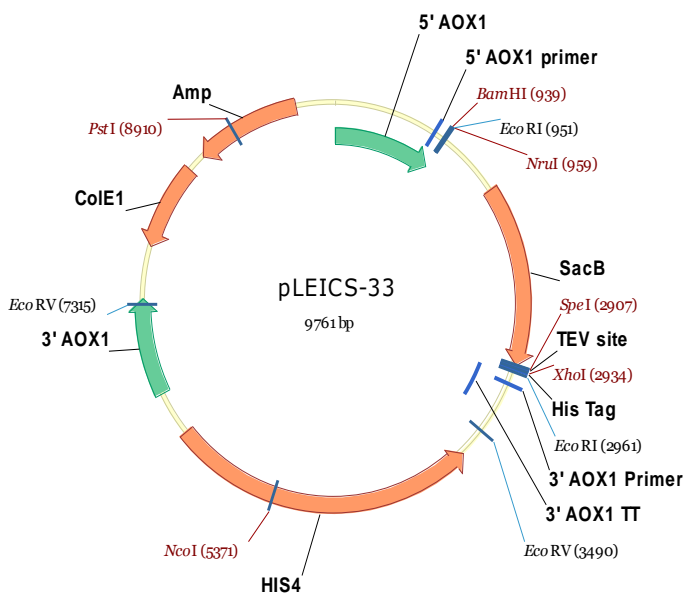 5' AOX1
5' AOX1 primer
BamHI (939)
EcoRI (951)
NruI (959)
Amp
PstI (8910)
ColE1
pLEICS-33
9761 bp
SacB
SpeI (2907)
TEV site
XhoI (2934)
His Tag
EcoRI (2961)
3' AOX1 Primer
3' AOX1 TT
EcoRV (3490)
EcoRV (7315)
3' AOX1
NcoI (5371)
HIS4